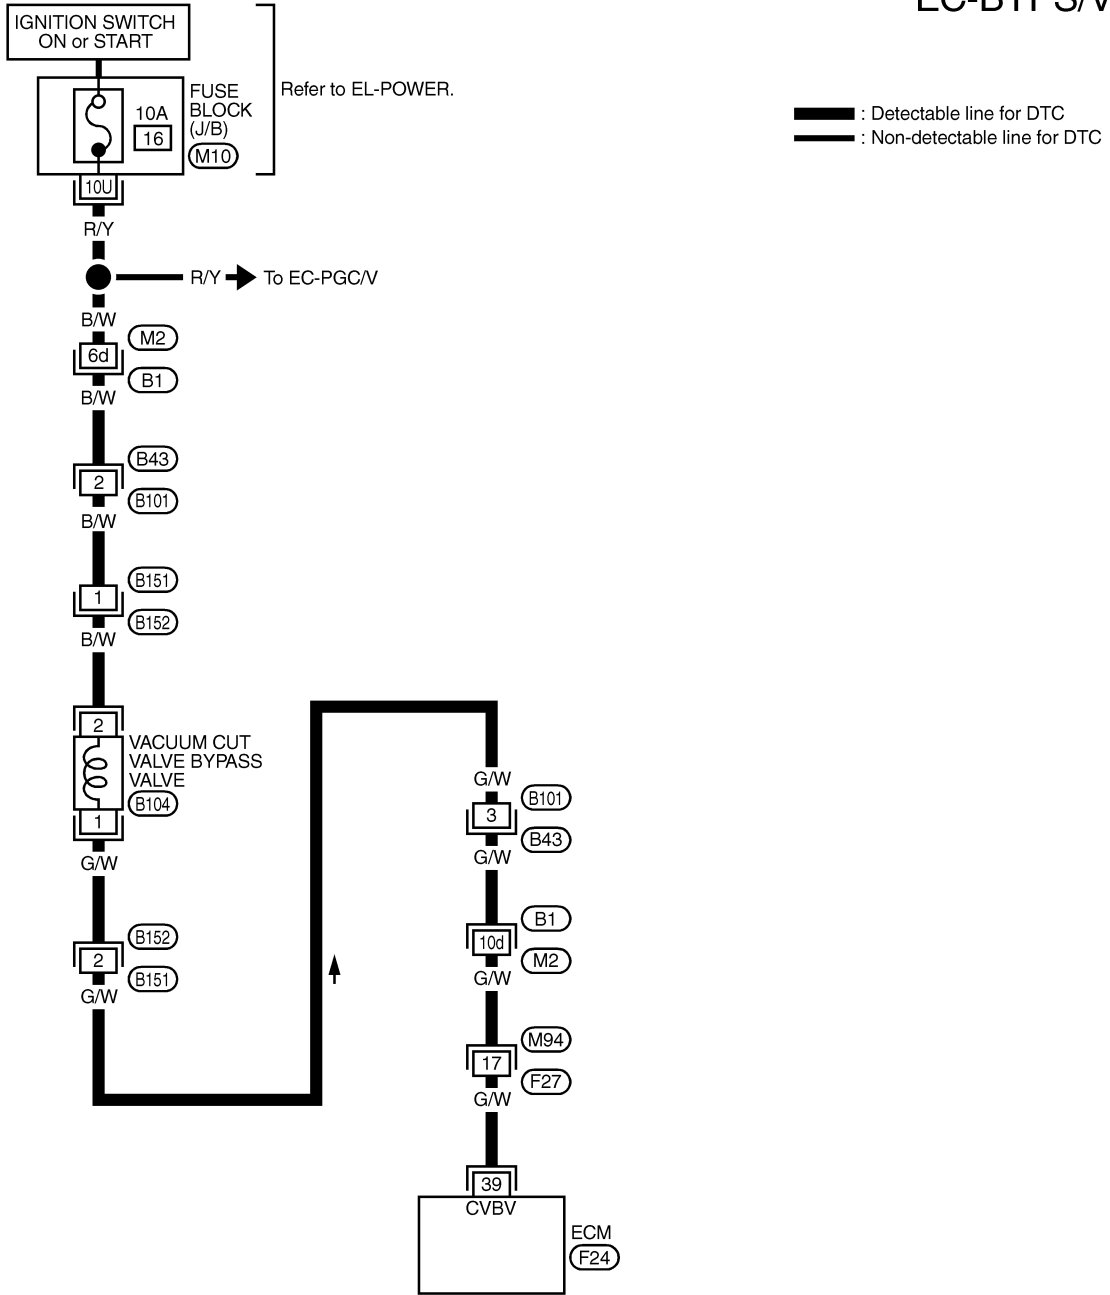 IGNITION SWITCH
ON or START
FUSE
BLOCK
(J/B)
M10
10A
16
Refer to EL-POWER.
: Detectable line for DTC
: Non-detectable line for DTC
10U
R/Y
R/Y
To EC-PGC/V
B/W
M2
6d
B1
B/W
B43
2
B101
B/W
B151
1
B152
B/W
2
VACUUM CUT
VALVE BYPASS
VALVE
B104
1
G/W
B152
2
B151
G/W
G/W
B101
3
B43
G/W
B1
10d
M2
G/W
M94
17
F27
G/W
39
CVBV
ECM
F24